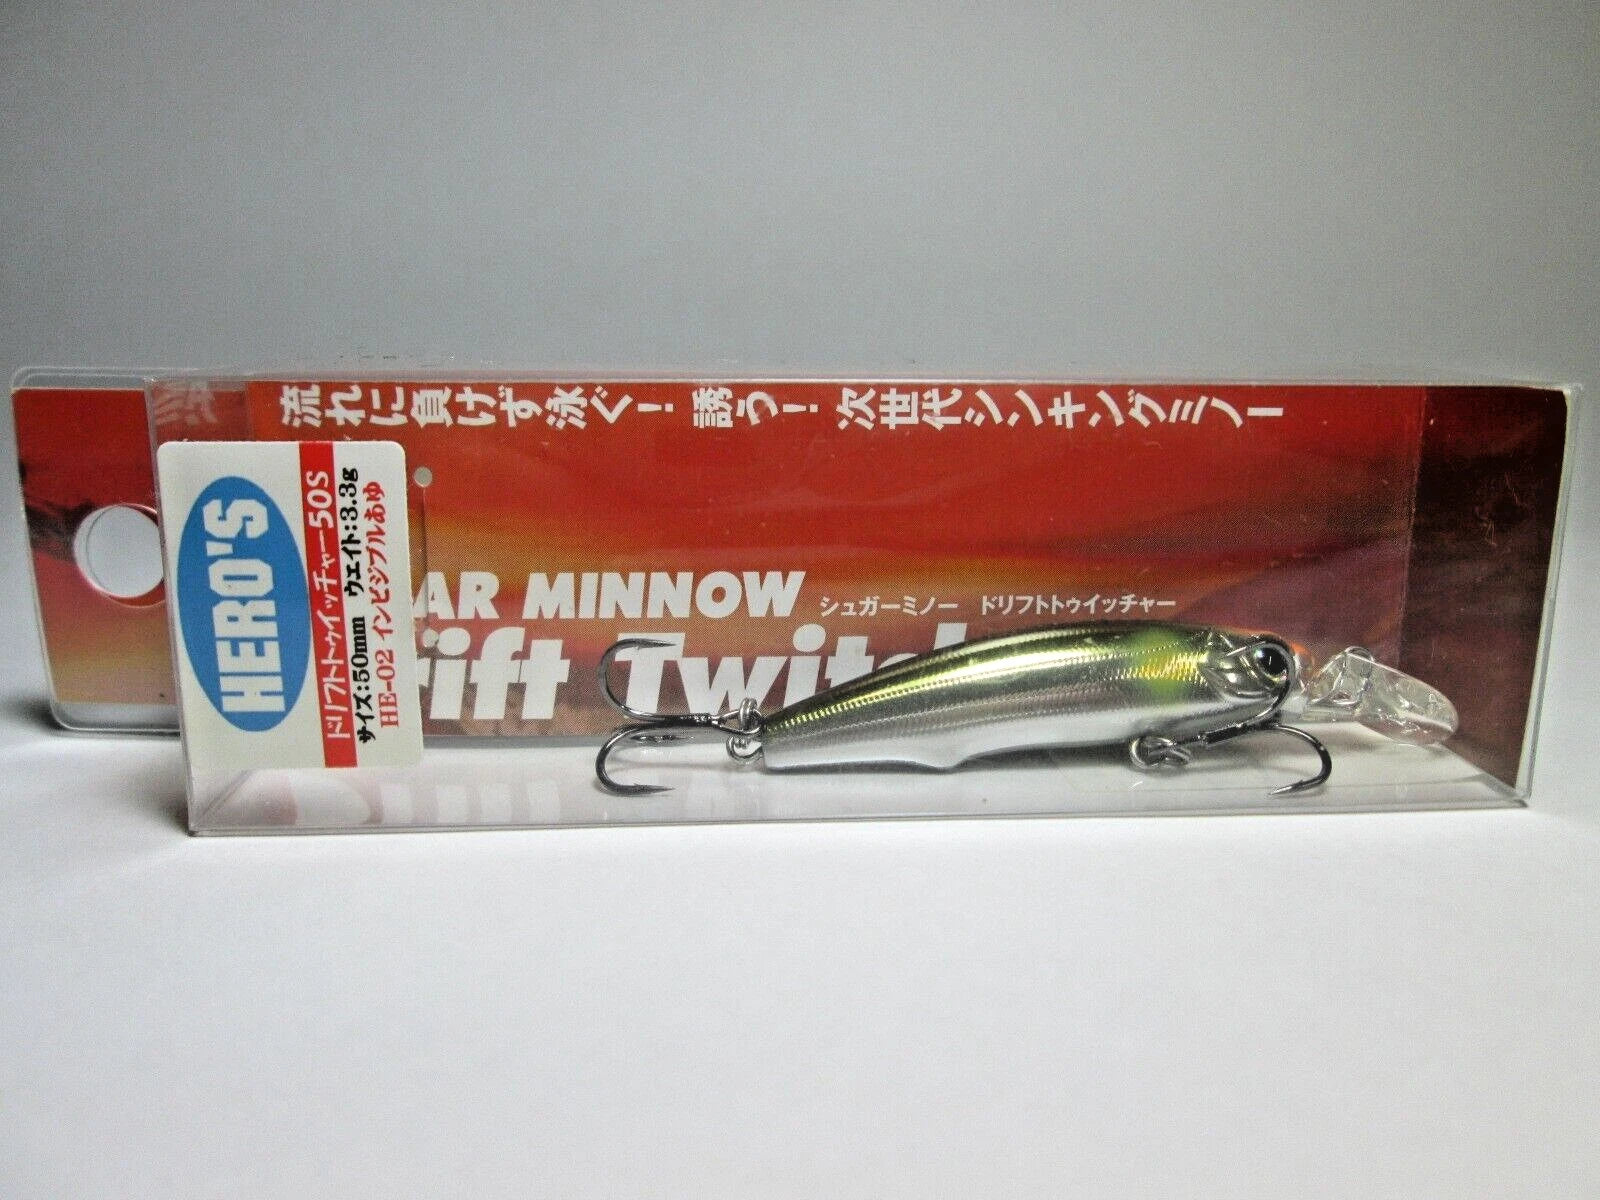 流れに負けず泳ぐ! 誘う! 次世代シンキングミノー
HERO'S
ドリフトトゥイッチャー50S
サイズ:50mm ウエイト:3.3g
HE-02 インビジブルあゆ
AR MINNOW シュガーミノー ドリフトトゥイッチャー
ift Twit